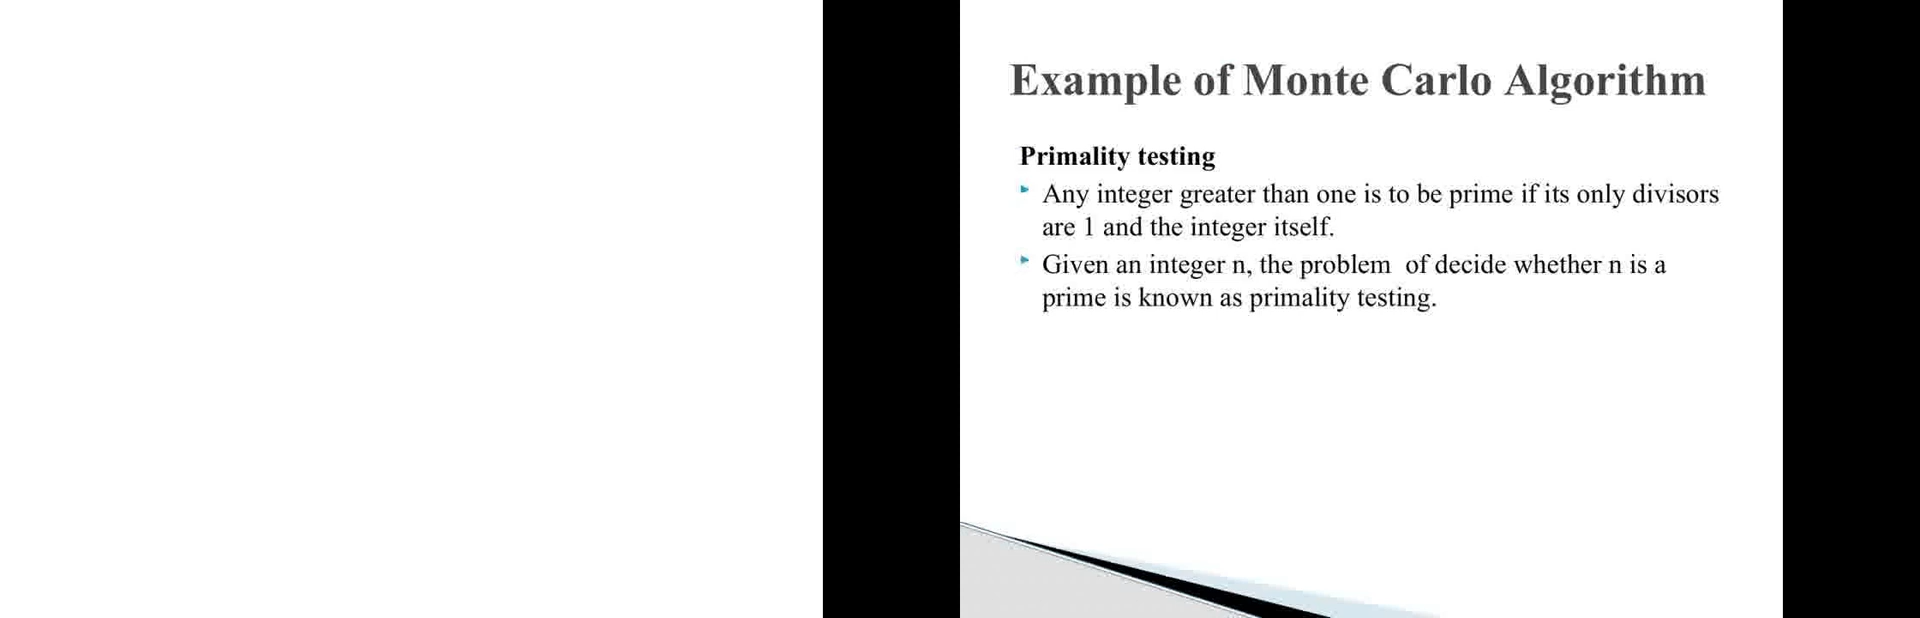 Example of Monte Carlo Algorithm
Primality testing
Any integer greater than one is to be prime if its only divisors
are 1 and the integer itself.
Given an integer n, the problem  of decide whether n is a
prime is known as primality testing.